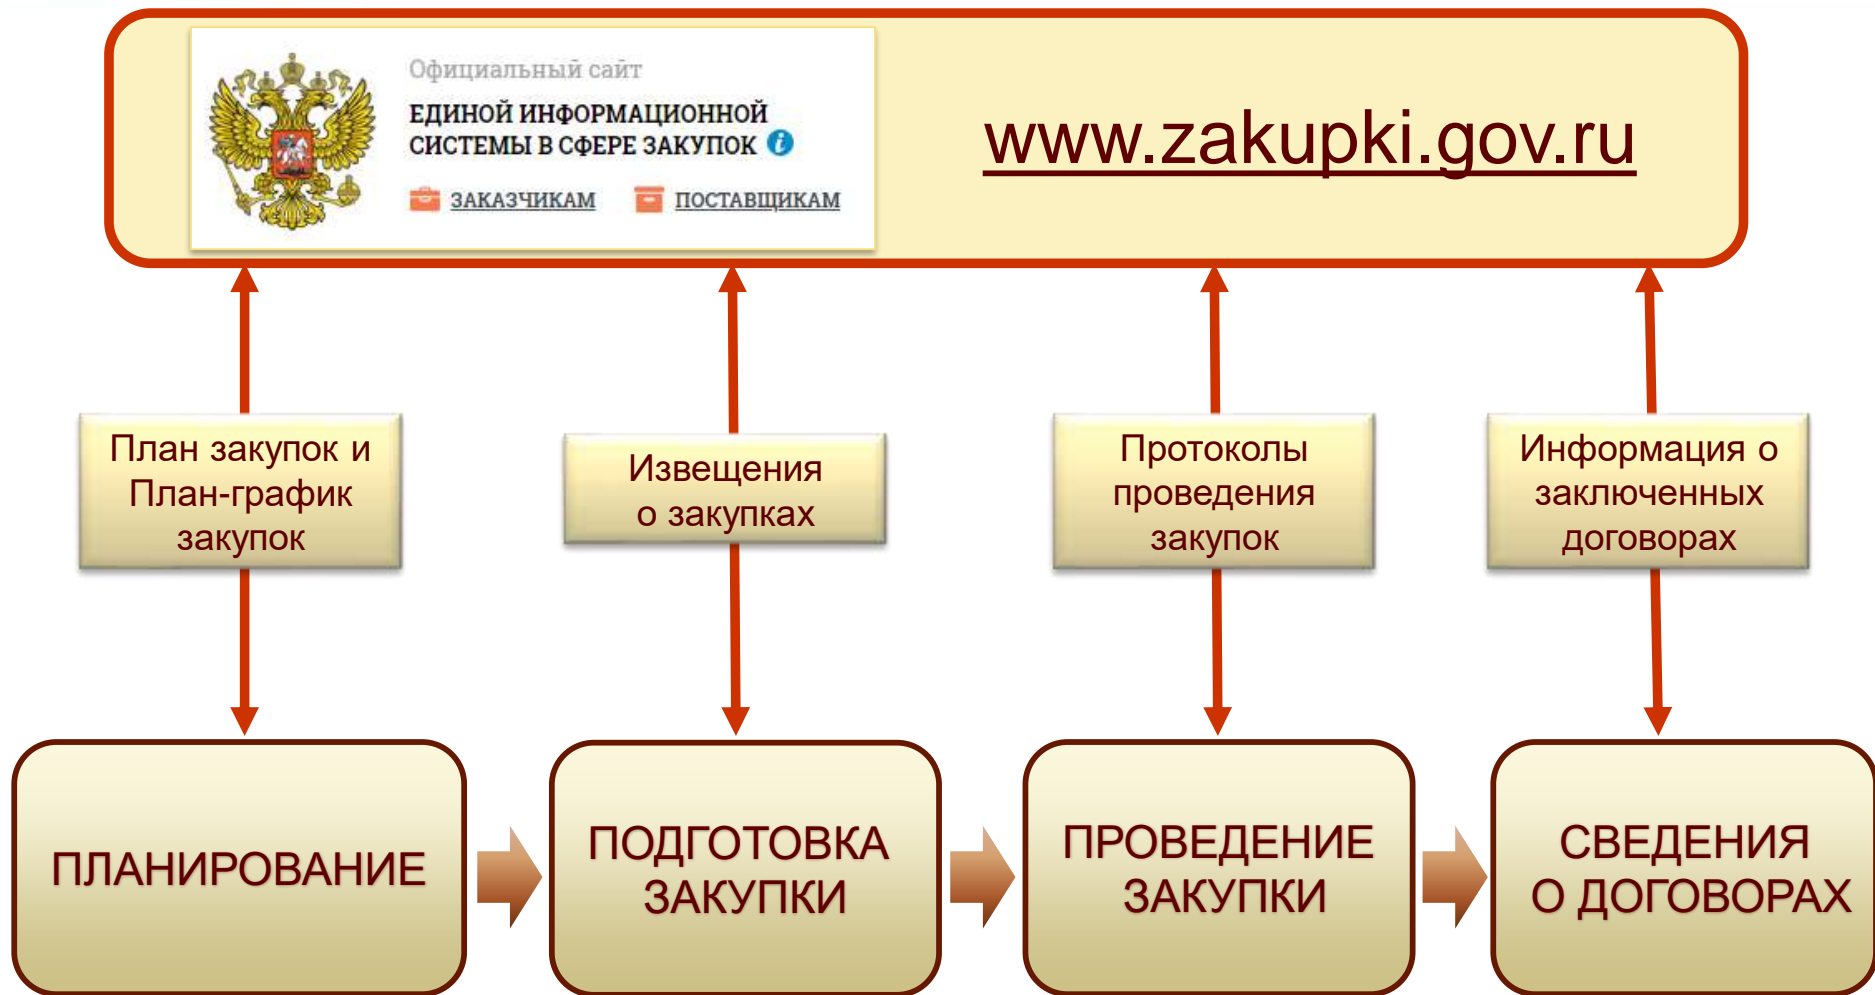 Официальный сайт
ЕДИНОЙ ИНФОРМАЦИОННОЙ
СИСТЕМЫ В СФЕРЕ ЗАКУПОК i
ЗАКАЗЧИКАМ ПОСТАВЩИКАМ
www.zakupki.gov.ru
План закупок и
План-график
закупок
Извещения
о закупках
Протоколы
проведения
закупок
Информация о
заключенных
договорах
ПЛАНИРОВАНИЕ
ПОДГОТОВКА
ЗАКУПКИ
ПРОВЕДЕНИЕ
ЗАКУПКИ
СВЕДЕНИЯ
О ДОГОВОРАХ